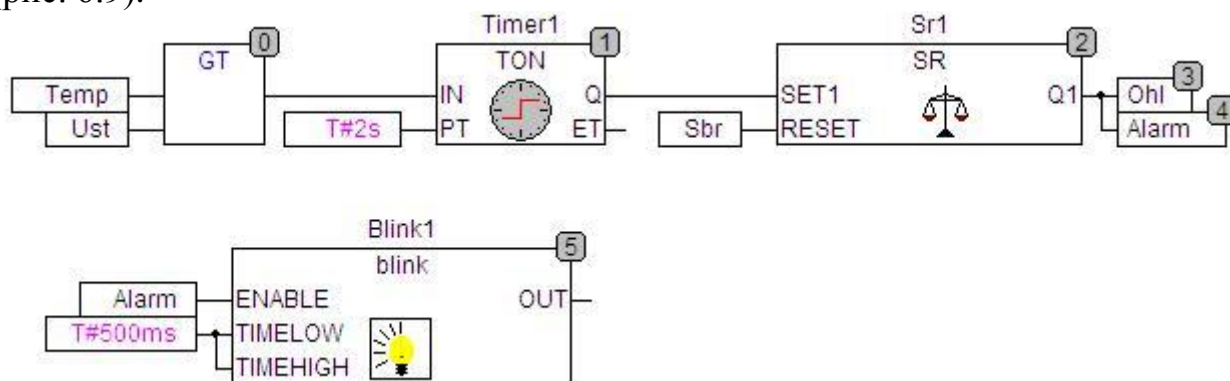 Timer1
Sr1
0
1
2
GT
TON
SR
3
Temp
IN
Q
SET1
Q1
Ohl
4
Ust
T#2s
PT
ET
Sbr
RESET
Alarm
Blink1
5
blink
Alarm
ENABLE
OUT
T#500ms
TIMELOW
TIMEHIGH